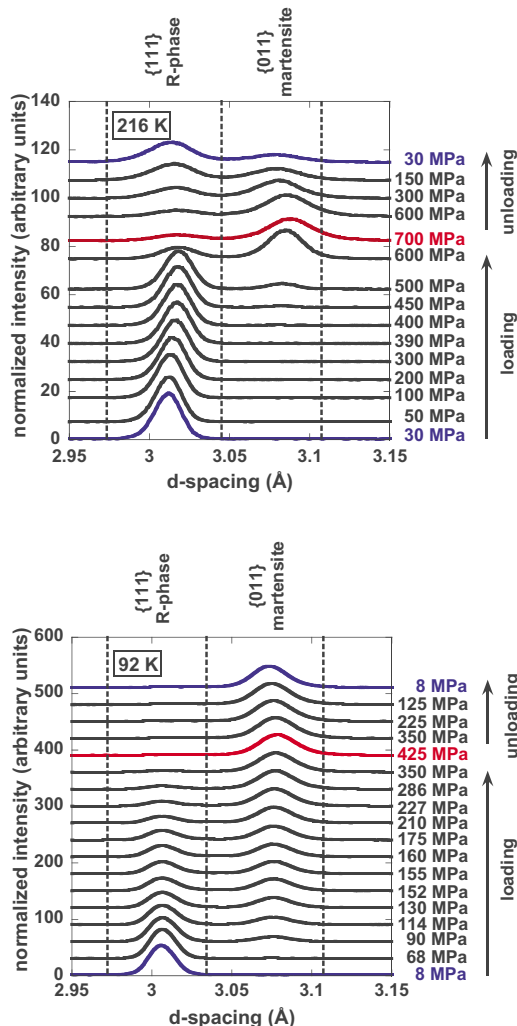 {111}
R-phase
{011}
martensite
normalized intensity (arbitrary units)
140
120
100
80
60
40
20
0
216 K
30 MPa
150 MPa
300 MPa
600 MPa
700 MPa
600 MPa
500 MPa
450 MPa
400 MPa
390 MPa
300 MPa
200 MPa
100 MPa
50 MPa
30 MPa
unloading
loading
2.95
3
3.05
3.1
3.15
d-spacing (Å)
{111}
R-phase
{011}
martensite
normalized intensity (arbitrary units)
600
500
400
300
200
100
0
92 K
8 MPa
125 MPa
225 MPa
350 MPa
425 MPa
350 MPa
286 MPa
227 MPa
210 MPa
175 MPa
160 MPa
155 MPa
152 MPa
130 MPa
114 MPa
90 MPa
68 MPa
8 MPa
unloading
loading
2.95
3
3.05
3.1
3.15
d-spacing (Å)